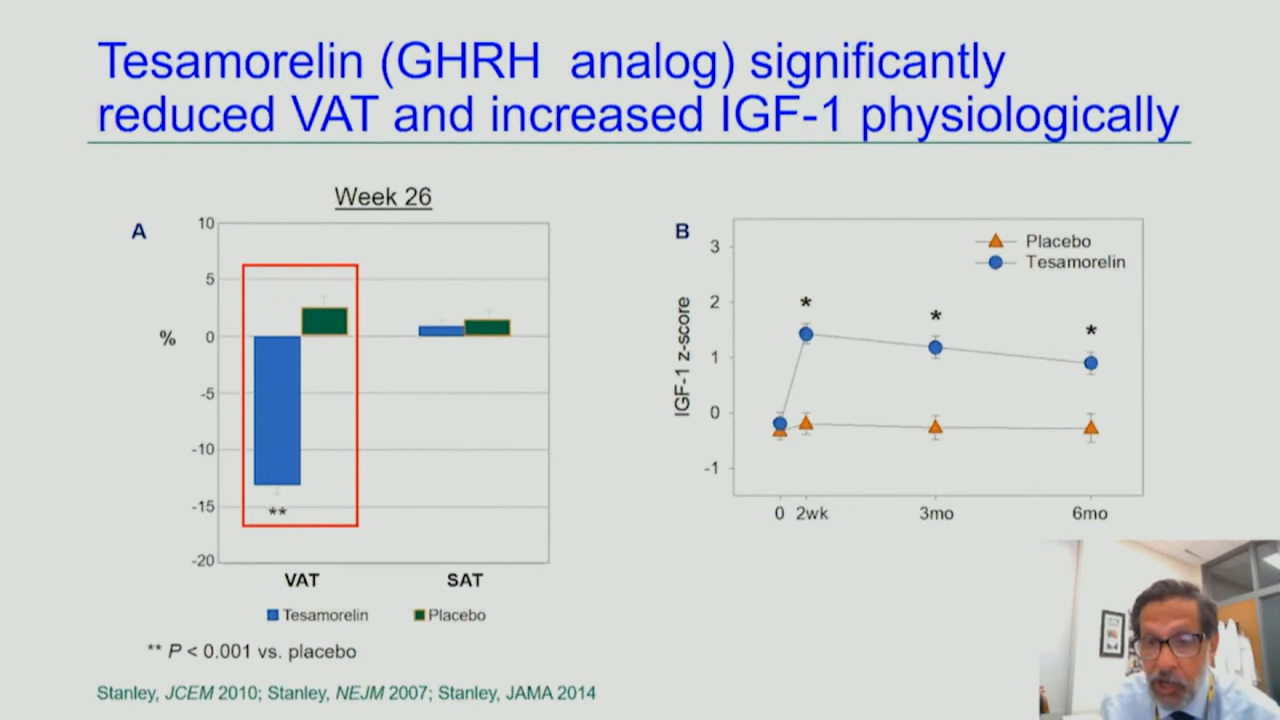 Tesamorelin (GHRH analog) significantly
reduced VAT and increased IGF-1 physiologically
Week 26
A
10
5
%
0
-5
-10
-15
**
-20
VAT SAT
Tesamorelin Placebo
** P < 0.001 vs. placebo
B
Placebo
Tesamorelin
3
2
1
0
-1
IGF-1 z-score
* * *
0 2wk 3mo 6mo
Stanley, JCEM 2010; Stanley, NEJM 2007; Stanley, JAMA 2014